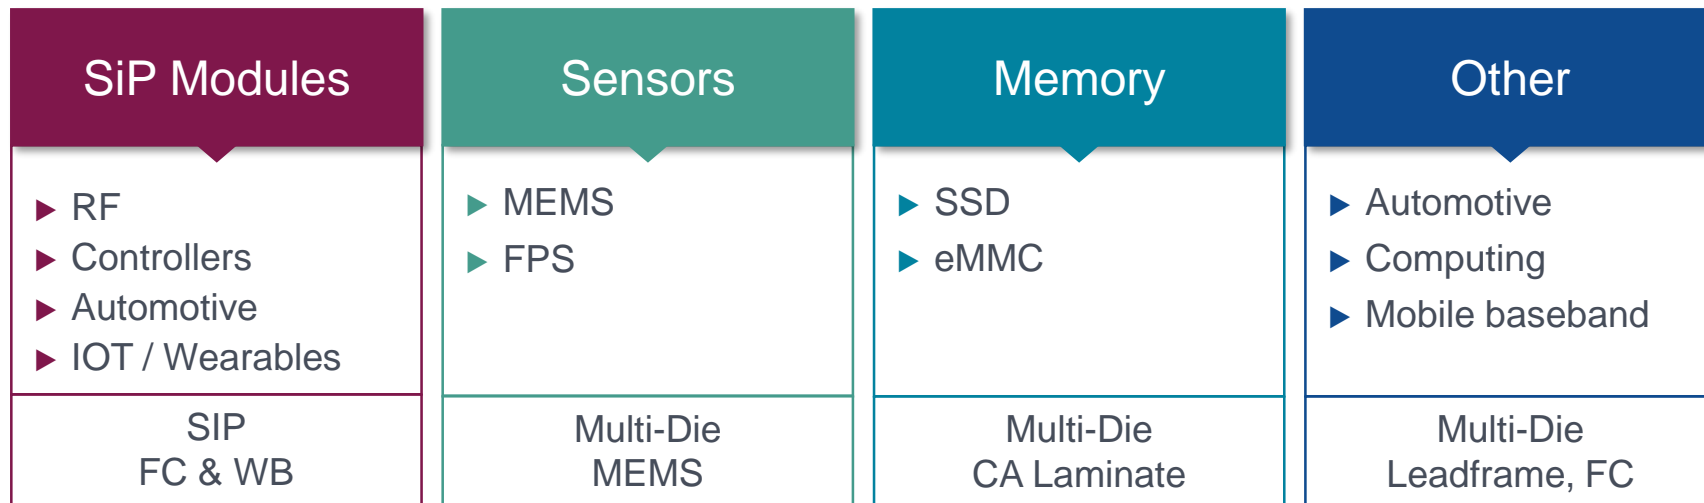 SiP Modules
RF
Controllers
Automotive
IOT / Wearables
SIP
FC & WB
Sensors
MEMS
FPS
Multi-Die
MEMS
Memory
SSD
eMMC
Multi-Die
CA Laminate
Other
Automotive
Computing
Mobile baseband
Multi-Die
Leadframe, FC